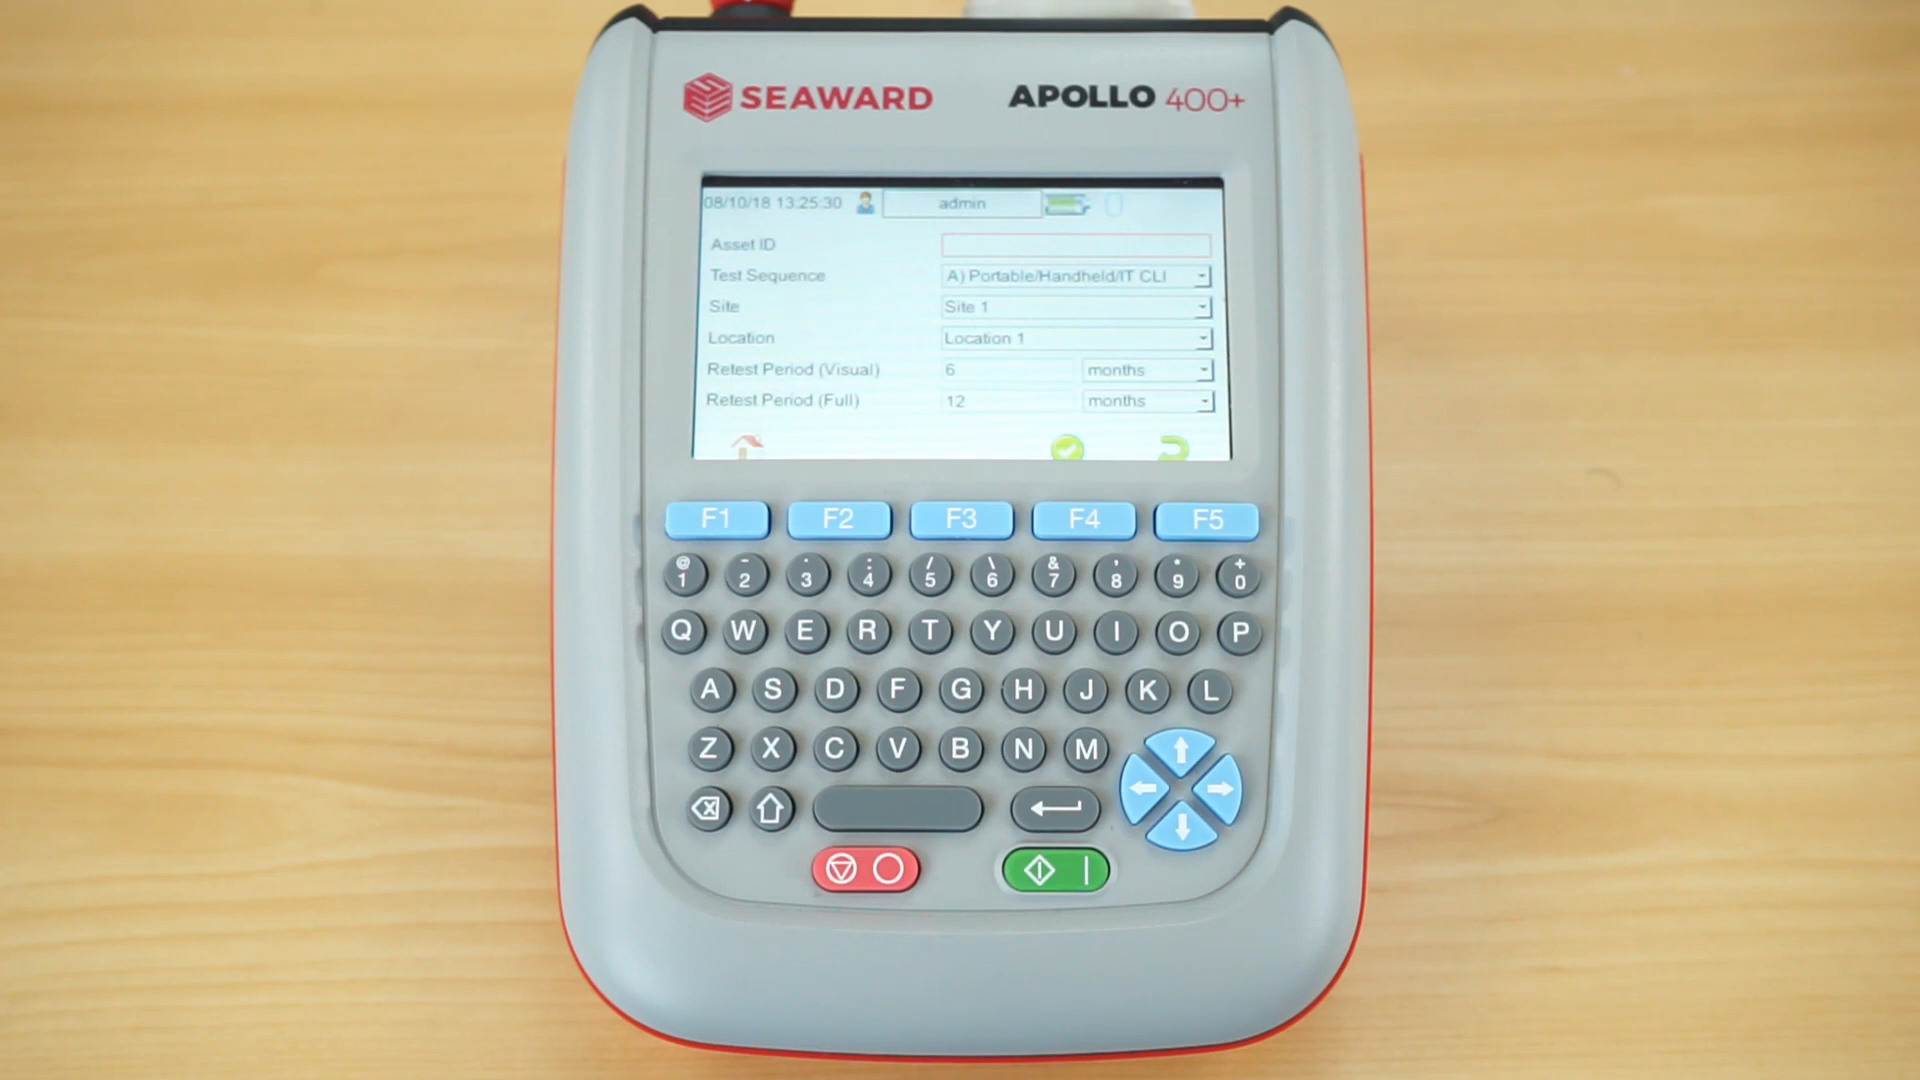 SEAWARD APOLLO 400+
08/10/18 13:25:30 admin
Asset ID
Test Sequence A) Portable/Handheld/IT CLI
Site Site 1
Location Location 1
Retest Period (Visual) 6 months
Retest Period (Full) 12 months
F1 F2 F3 F4 F5
@ - . : / \ & ' * +
1 2 3 4 5 6 7 8 9 0
Q W E R T Y U I O P
A S D F G H J K L
Z X C V B N M